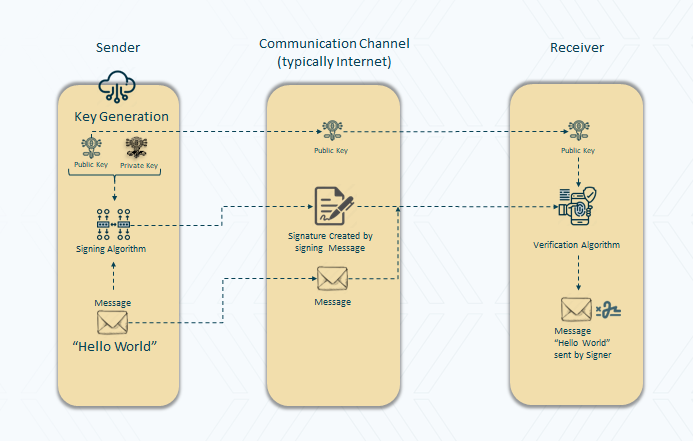 Sender
Communication Channel
(typically Internet)
Receiver
Key Generation
Public Key
Private Key
Public Key
Public Key
Signing Algorithm
Signature Created by
signing Message
Verification Algorithm
Message
"Hello World"
Message
Message
"Hello World"
sent by Signer